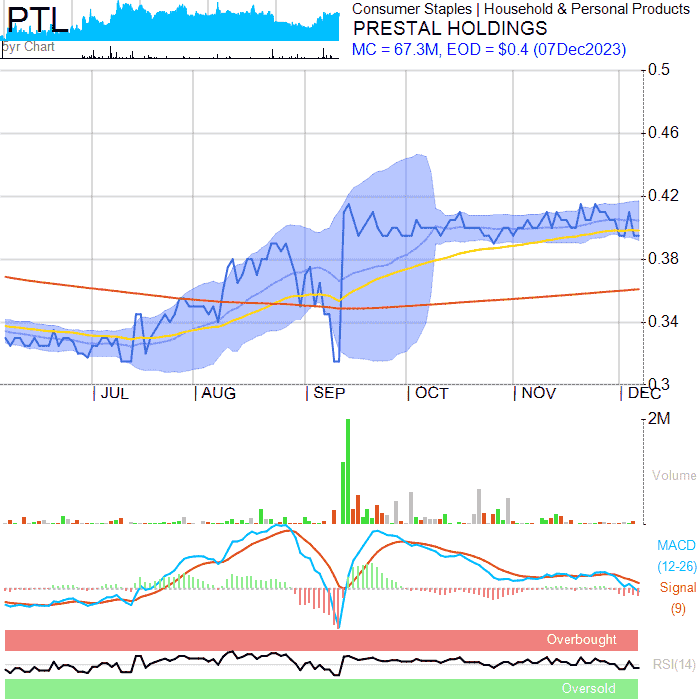 PTL
byr Chart
Consumer Staples | Household & Personal Products
PRESTAL HOLDINGS
MC = 67.3M, EOD = $0.4 (07Dec2023)
0.5
0.46
0.42
0.38
0.34
0.3
JUL AUG SEP OCT NOV DEC
2M
Volume
MACD
(12-26)
Signal
(9)
Overbought
RSI(14)
Oversold